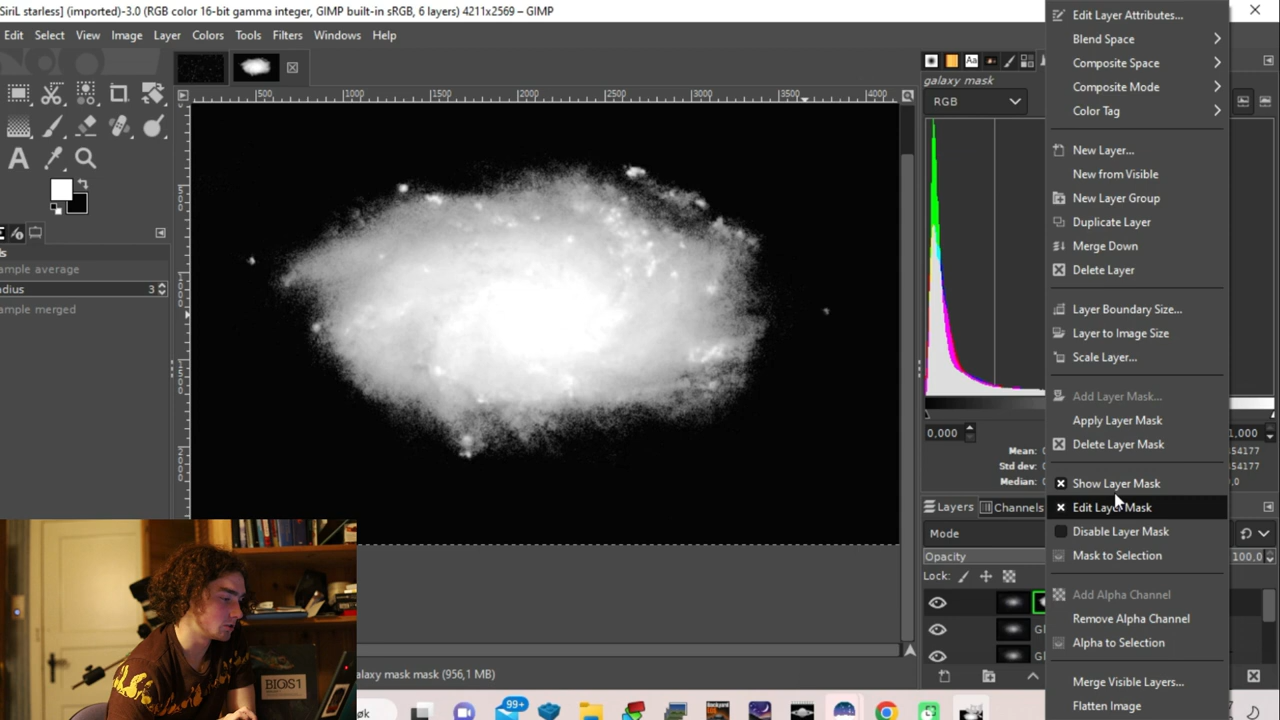 SiriL starless] (imported)-3.0 (RGB color 16-bit gamma integer, GIMP built-in sRGB, 6 layers) 4211x2569 – GIMP
Edit Select View Image Layer Colors Tools Filters Windows Help
500 1000 1500 2000 2500 3000 3500 4000
ample average
dius 3
ample merged
galaxy mask
RGB
0,000
1,000
Mean:
Std dev:
Median:
Layers Channels
Mode
Opacity 100,0
Lock:
Edit Layer Attributes...
Blend Space
Composite Space
Composite Mode
Color Tag
New Layer...
New from Visible
New Layer Group
Duplicate Layer
Merge Down
Delete Layer
Layer Boundary Size...
Layer to Image Size
Scale Layer...
Add Layer Mask...
Apply Layer Mask
Delete Layer Mask
Show Layer Mask
Edit Layer Mask
Disable Layer Mask
Mask to Selection
Add Alpha Channel
Remove Alpha Channel
Alpha to Selection
Merge Visible Layers...
Flatten Image
alaxy mask mask (956,1 MB)
99+
øk